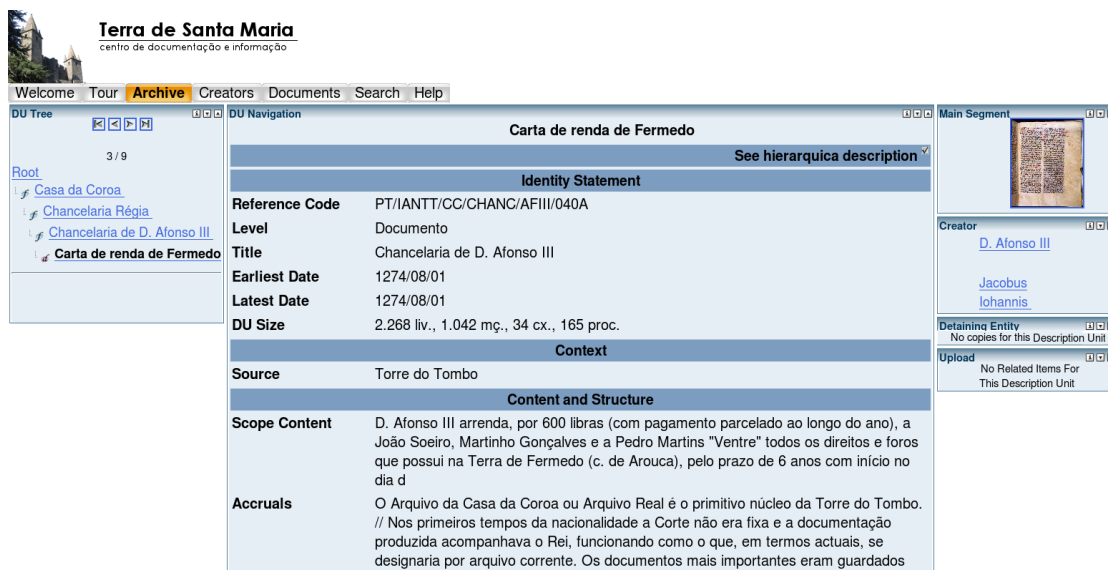 Terra de Santa Maria
centro de documentação e informação
Welcome Tour Archive Creators Documents Search Help
DU Tree
3 / 9
Root
Casa da Coroa
Chancelaria Régia
Chancelaria de D. Afonso III
Carta de renda de Fermedo
DU Navigation
Carta de renda de Fermedo
See hierarquica description
Identity Statement
Reference Code PT/IANTT/CC/CHANC/AFIII/040A
Level Documento
Title Chancelaria de D. Afonso III
Earliest Date 1274/08/01
Latest Date 1274/08/01
DU Size 2.268 liv., 1.042 mç., 34 cx., 165 proc.
Context
Source Torre do Tombo
Content and Structure
Scope Content D. Afonso III arrenda, por 600 libras (com pagamento parcelado ao longo do ano), a
João Soeiro, Martinho Gonçalves e a Pedro Martins "Ventre" todos os direitos e foros
que possui na Terra de Fermedo (c. de Arouca), pelo prazo de 6 anos com início no
dia d
Accruals O Arquivo da Casa da Coroa ou Arquivo Real é o primitivo núcleo da Torre do Tombo.
// Nos primeiros tempos da nacionalidade a Corte não era fixa e a documentação
produzida acompanhava o Rei, funcionando como o que, em termos actuais, se
designaria por arquivo corrente. Os documentos mais importantes eram guardados
Main Segment
Creator
D. Afonso III
Jacobus
Iohannis
Detaining Entity
No copies for this Description Unit
Upload
No Related Items For
This Description Unit